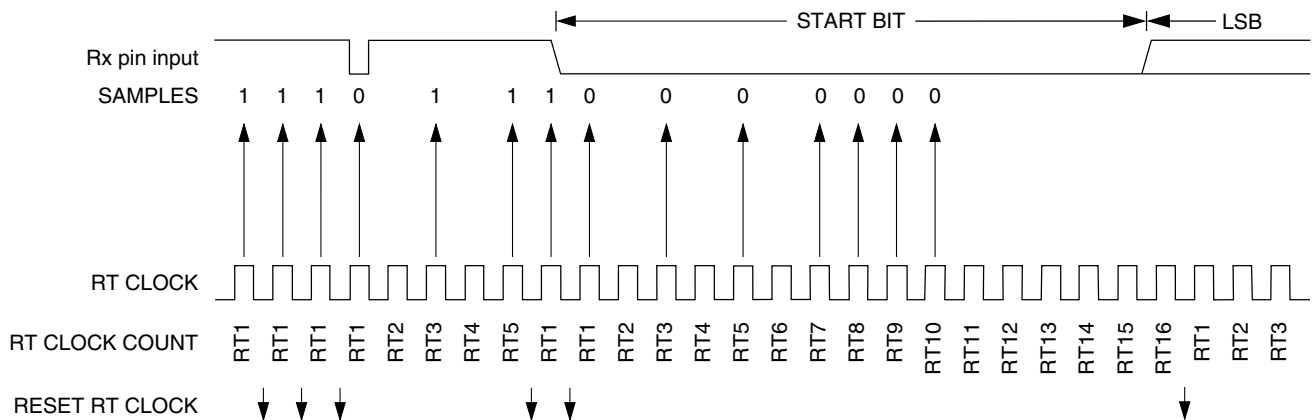 START BIT LSB
Rx pin input
SAMPLES 1 1 1 0 1 1 1 0 0 0 0 0 0 0
RT CLOCK
RT CLOCK COUNT RT1 RT1 RT1 RT1 RT2 RT3 RT4 RT5 RT1 RT1 RT2 RT3 RT4 RT5 RT6 RT7 RT8 RT9 RT10 RT11 RT12 RT13 RT14 RT15 RT16 RT1 RT2 RT3
RESET RT CLOCK